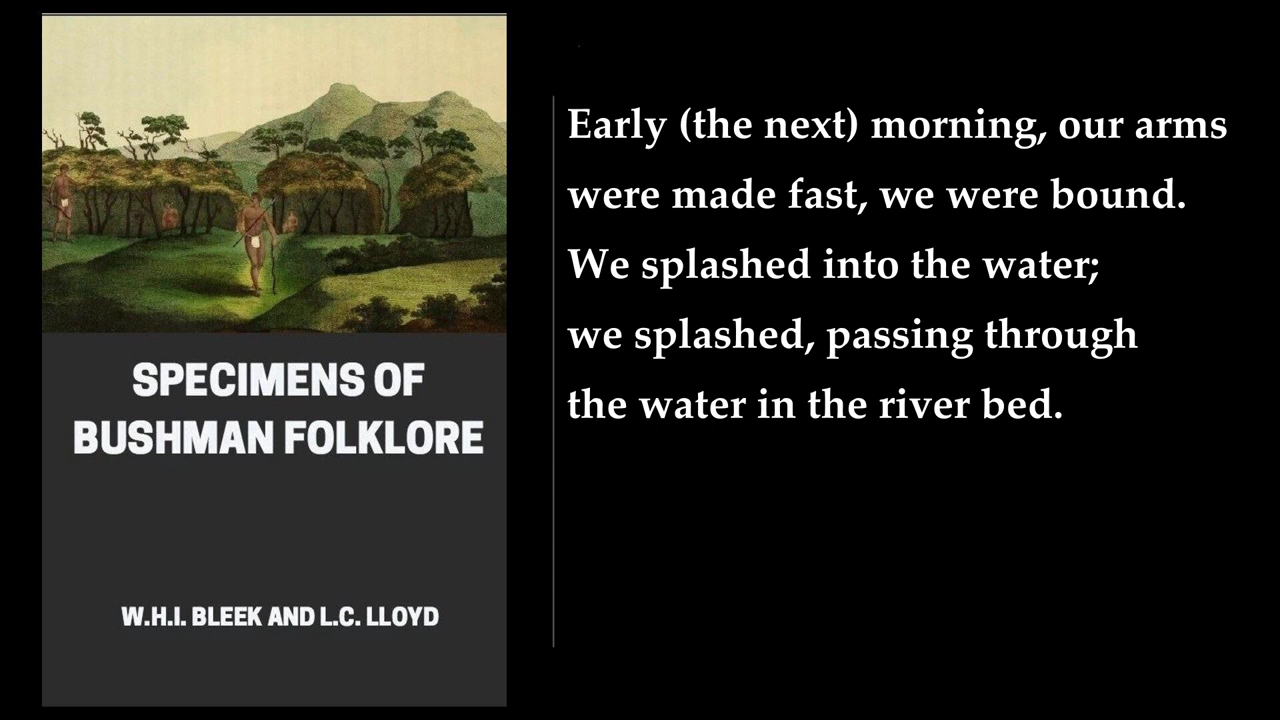 SPECIMENS OF
BUSHMAN FOLKLORE
W.H.I. BLEEK AND L.C. LLOYD
Early (the next) morning, our arms
were made fast, we were bound.
We splashed into the water;
we splashed, passing through
the water in the river bed.